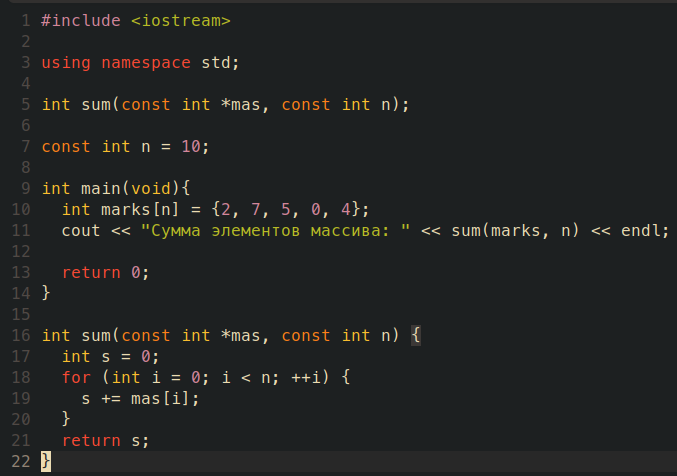 1 #include <iostream>
2
3 using namespace std;
4
5 int sum(const int *mas, const int n);
6
7 const int n = 10;
8
9 int main(void){
10   int marks[n] = {2, 7, 5, 0, 4};
11   cout << "Сумма элементов массива: " << sum(marks, n) << endl;
12
13   return 0;
14 }
15
16 int sum(const int *mas, const int n) {
17   int s = 0;
18   for (int i = 0; i < n; ++i) {
19     s += mas[i];
20   }
21   return s;
22 }